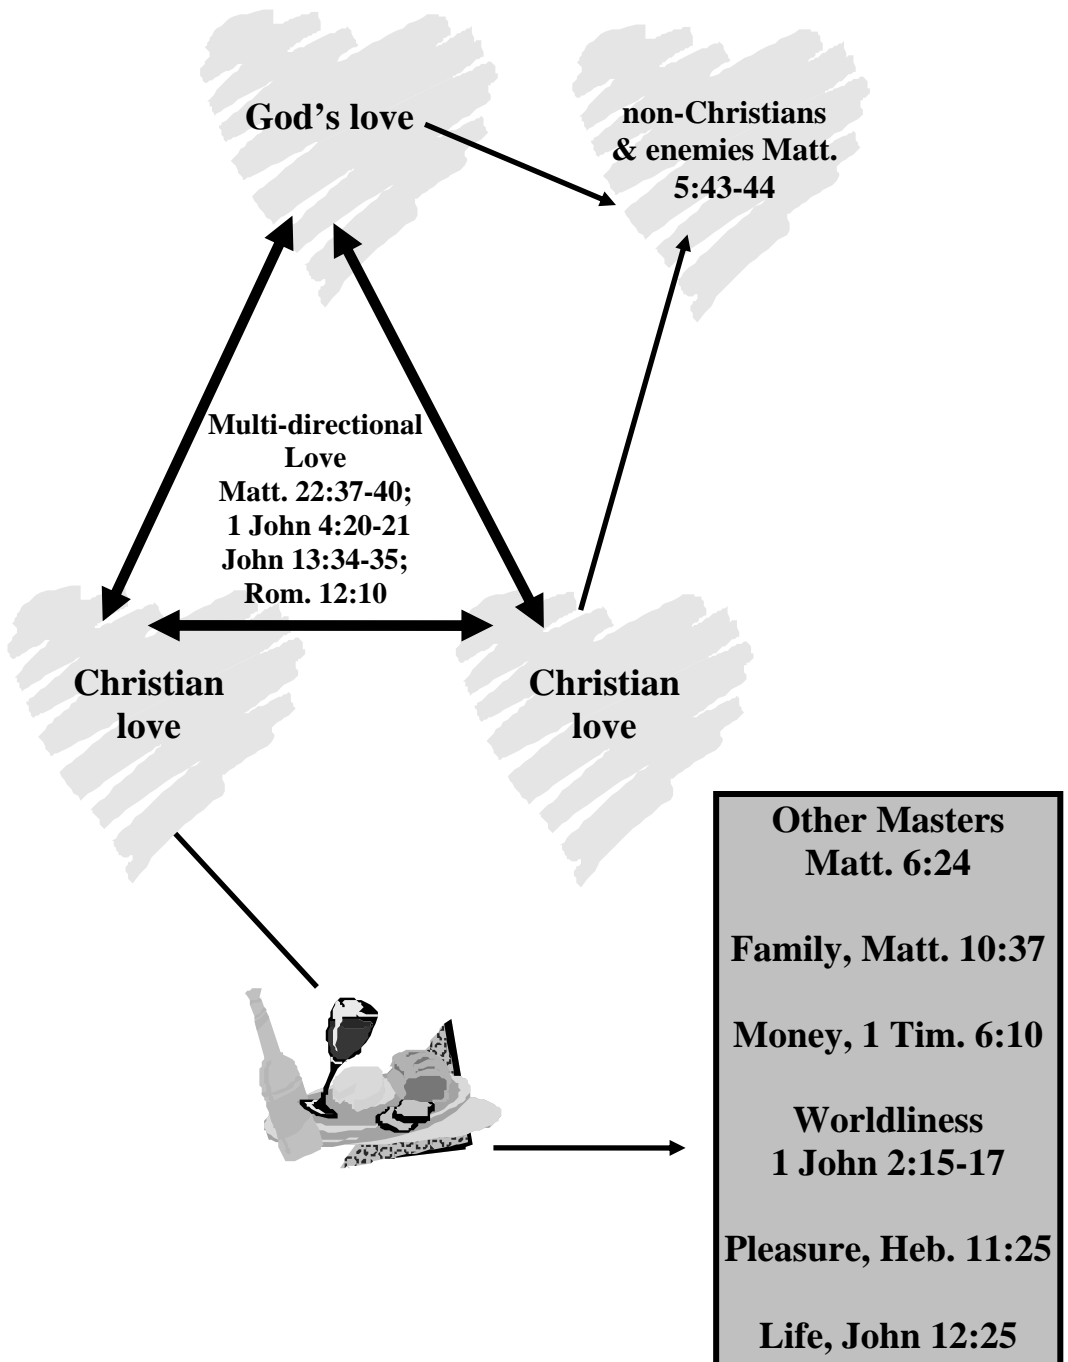 God’s love
non-Christians
& enemies Matt.
5:43-44
Multi-directional
Love
Matt. 22:37-40;
1 John 4:20-21
John 13:34-35;
Rom. 12:10
Christian
love
Christian
love
Other Masters
Matt. 6:24
Family, Matt. 10:37
Money, 1 Tim. 6:10
Worldliness
1 John 2:15-17
Pleasure, Heb. 11:25
Life, John 12:25